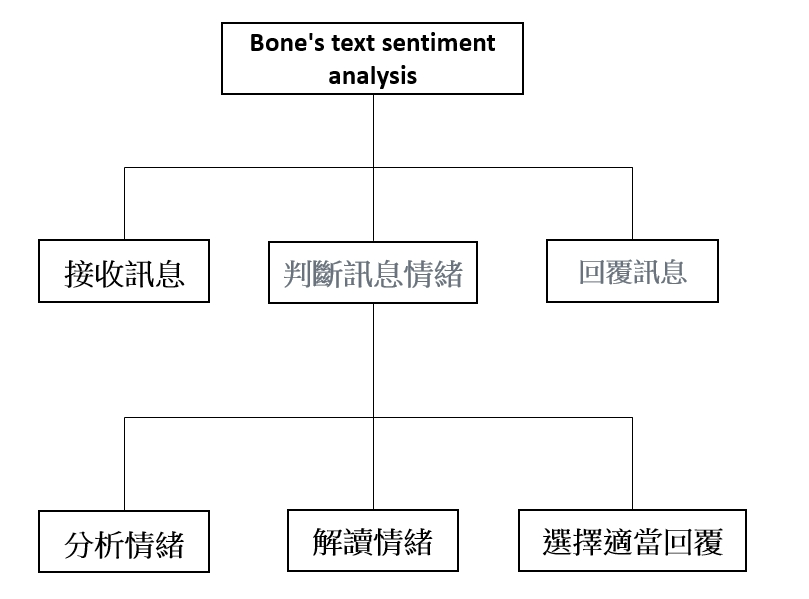 Bone's text sentiment
analysis
接收訊息
判斷訊息情緒
回覆訊息
分析情緒
解讀情緒
選擇適當回覆